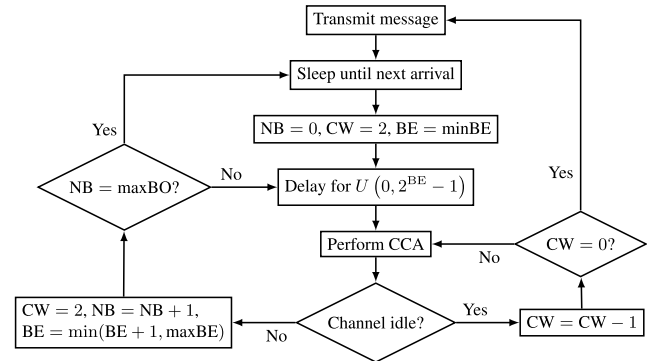 Transmit message
Sleep until next arrival
Yes
NB = 0, CW = 2, BE = minBE
Yes
NB = maxBO?
No
Delay for U (0, 2^BE − 1)
Perform CCA
No
CW = 0?
CW = 2, NB = NB + 1,
BE = min(BE + 1, maxBE)
No
Channel idle?
Yes
CW = CW − 1